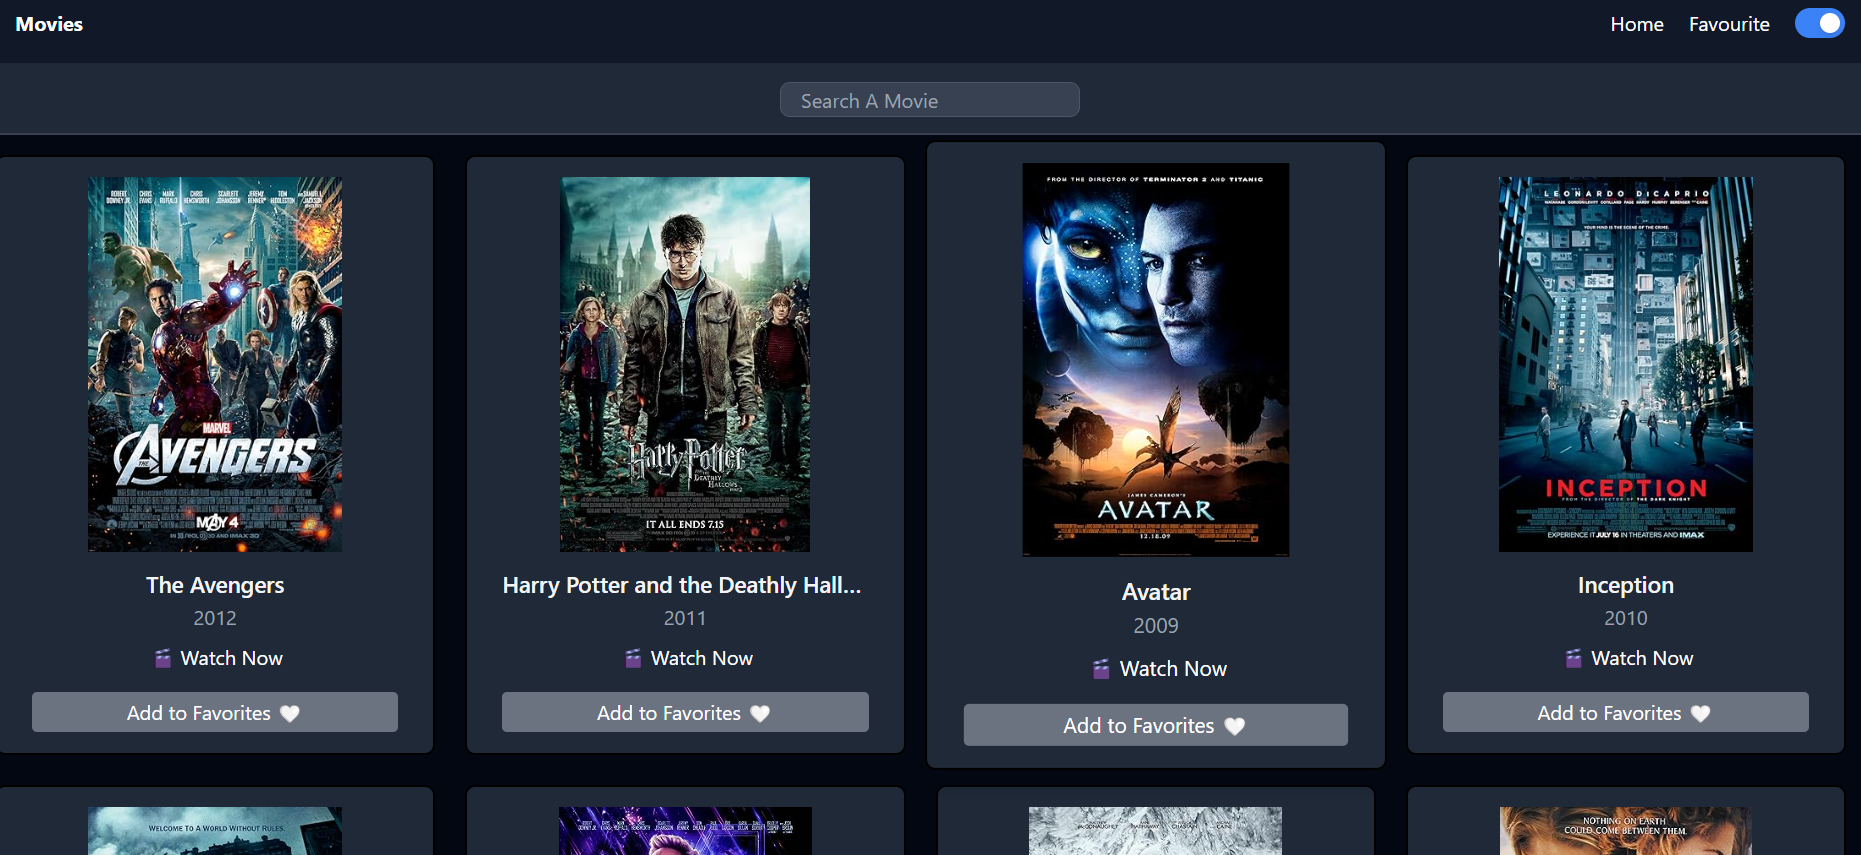 Movies
Home
Favourite
Search A Movie
ROBERT DOWNEY JR.
CHRIS EVANS
MARK RUFFALO
CHRIS HEMSWORTH
SCARLETT JOHANSSON
JEREMY RENNER
TOM HIDDLESTON
SAMUEL L. JACKSON
MARVEL
THE
AVENGERS
MAY 4
The Avengers
2012
Watch Now
Add to Favorites
Harry Potter
AND THE
DEATHLY
HALLOWS
PART 2
IT ALL ENDS 7.15
Harry Potter and the Deathly Hall...
2011
Watch Now
Add to Favorites
FROM THE DIRECTOR OF TERMINATOR 2 AND TITANIC
JAMES CAMERON'S
AVATAR
12.18.09
Avatar
2009
Watch Now
Add to Favorites
LEONARDO DiCAPRIO
YOUR MIND IS THE SCENE OF THE CRIME.
INCEPTION
FROM THE DIRECTOR OF THE DARK KNIGHT
EXPERIENCE IT JULY 16 IN THEATERS AND IMAX
Inception
2010
Watch Now
Add to Favorites
WELCOME TO A WORLD WITHOUT RULES.
NOTHING ON EARTH
COULD COME BETWEEN THEM.